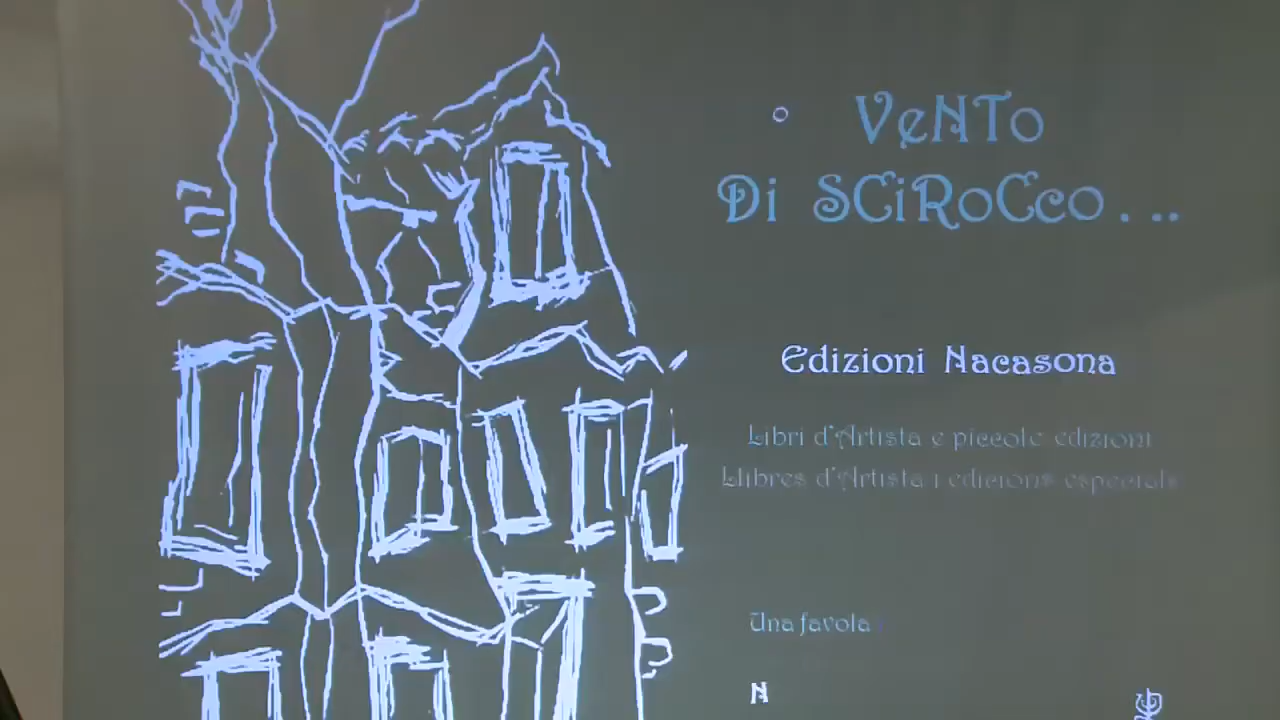 VeNTo
Di SCiRoCco...
Edizioni Nacasona
Libri d'Artista e piccole edizioni
Llibres d'Artista i edicions especials
Una favola
N